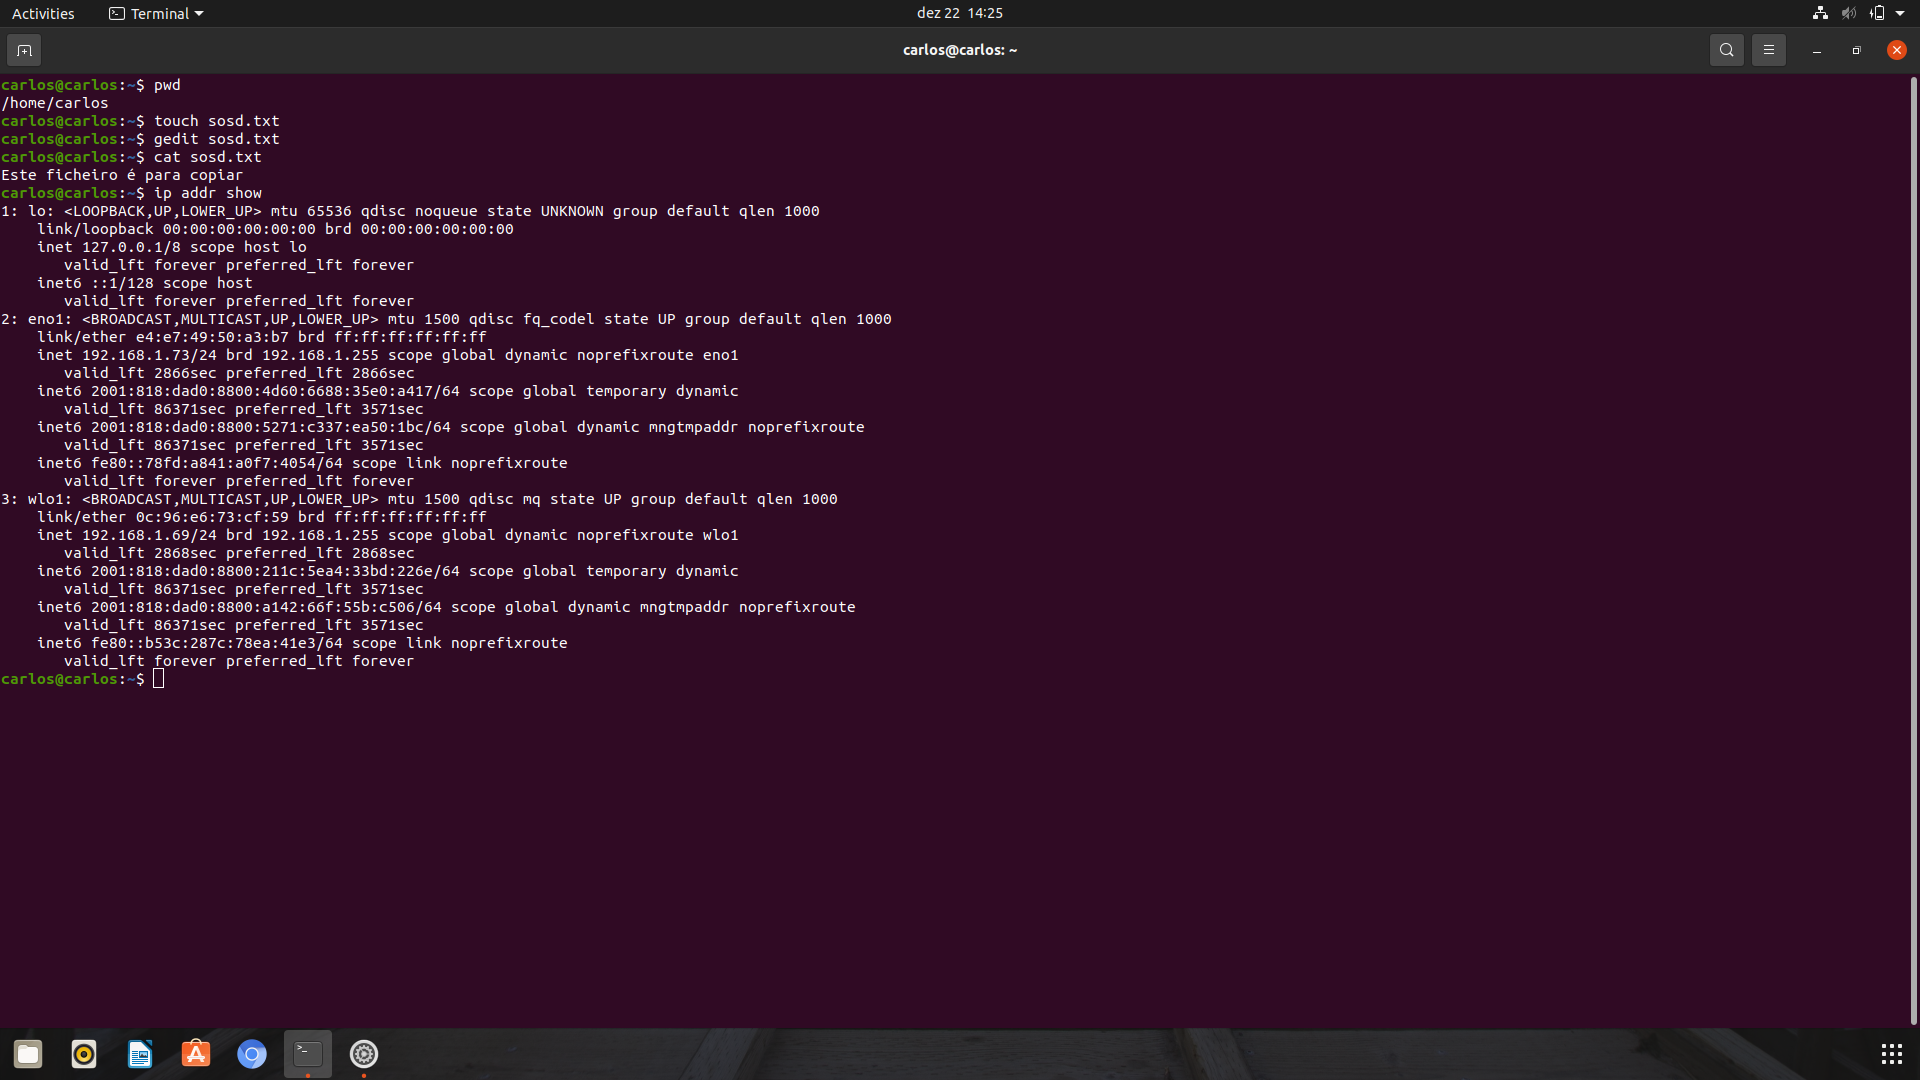 Activities
Terminal
dez 22 14:25
carlos@carlos: ~
carlos@carlos:~$ pwd
/home/carlos
carlos@carlos:~$ touch sosd.txt
carlos@carlos:~$ gedit sosd.txt
carlos@carlos:~$ cat sosd.txt
Este ficheiro é para copiar
carlos@carlos:~$ ip addr show
1: lo: <LOOPBACK,UP,LOWER_UP> mtu 65536 qdisc noqueue state UNKNOWN group default qlen 1000
    link/loopback 00:00:00:00:00:00 brd 00:00:00:00:00:00
    inet 127.0.0.1/8 scope host lo
       valid_lft forever preferred_lft forever
    inet6 ::1/128 scope host
       valid_lft forever preferred_lft forever
2: eno1: <BROADCAST,MULTICAST,UP,LOWER_UP> mtu 1500 qdisc fq_codel state UP group default qlen 1000
    link/ether e4:e7:49:50:a3:b7 brd ff:ff:ff:ff:ff:ff
    inet 192.168.1.73/24 brd 192.168.1.255 scope global dynamic noprefixroute eno1
       valid_lft 2866sec preferred_lft 2866sec
    inet6 2001:818:dad0:8800:4d60:6688:35e0:a417/64 scope global temporary dynamic
       valid_lft 86371sec preferred_lft 3571sec
    inet6 2001:818:dad0:8800:5271:c337:ea50:1bc/64 scope global dynamic mngtmpaddr noprefixroute
       valid_lft 86371sec preferred_lft 3571sec
    inet6 fe80::78fd:a841:a0f7:4054/64 scope link noprefixroute
       valid_lft forever preferred_lft forever
3: wlo1: <BROADCAST,MULTICAST,UP,LOWER_UP> mtu 1500 qdisc mq state UP group default qlen 1000
    link/ether 0c:96:e6:73:cf:59 brd ff:ff:ff:ff:ff:ff
    inet 192.168.1.69/24 brd 192.168.1.255 scope global dynamic noprefixroute wlo1
       valid_lft 2868sec preferred_lft 2868sec
    inet6 2001:818:dad0:8800:211c:5ea4:33bd:226e/64 scope global temporary dynamic
       valid_lft 86371sec preferred_lft 3571sec
    inet6 2001:818:dad0:8800:a142:66f:55b:c506/64 scope global dynamic mngtmpaddr noprefixroute
       valid_lft 86371sec preferred_lft 3571sec
    inet6 fe80::b53c:287c:78ea:41e3/64 scope link noprefixroute
       valid_lft forever preferred_lft forever
carlos@carlos:~$